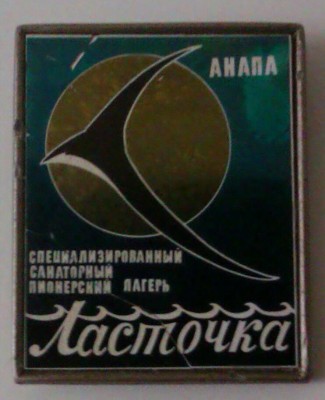 АНАПА
СПЕЦИАЛИЗИРОВАННЫЙ
САНАТОРНЫЙ
ПИОНЕРСКИЙ ЛАГЕРЬ
Ласточка